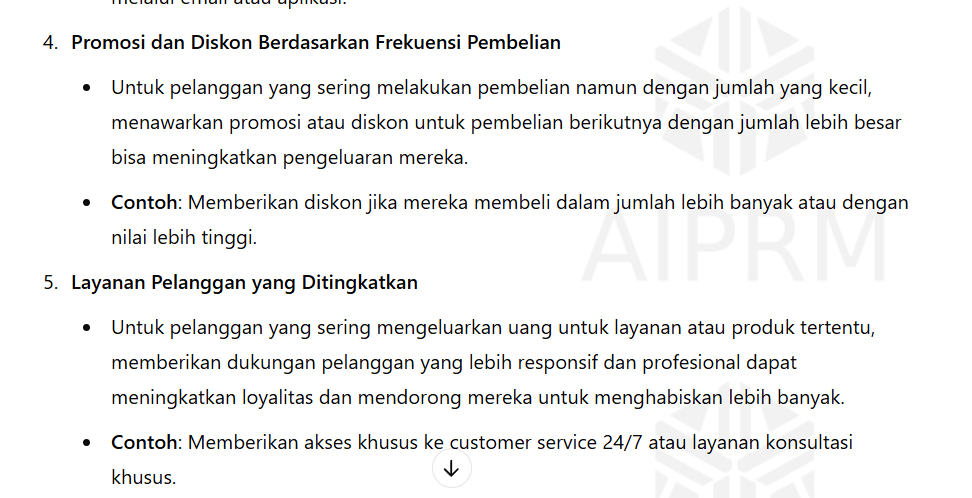 melalui email atau aplikasi.
4. Promosi dan Diskon Berdasarkan Frekuensi Pembelian
• Untuk pelanggan yang sering melakukan pembelian namun dengan jumlah yang kecil,
menawarkan promosi atau diskon untuk pembelian berikutnya dengan jumlah lebih besar
bisa meningkatkan pengeluaran mereka.
• Contoh: Memberikan diskon jika mereka membeli dalam jumlah lebih banyak atau dengan
nilai lebih tinggi.
AIPRM
5. Layanan Pelanggan yang Ditingkatkan
• Untuk pelanggan yang sering mengeluarkan uang untuk layanan atau produk tertentu,
memberikan dukungan pelanggan yang lebih responsif dan profesional dapat
meningkatkan loyalitas dan mendorong mereka untuk menghabiskan lebih banyak.
• Contoh: Memberikan akses khusus ke customer service 24/7 atau layanan konsultasi
khusus.